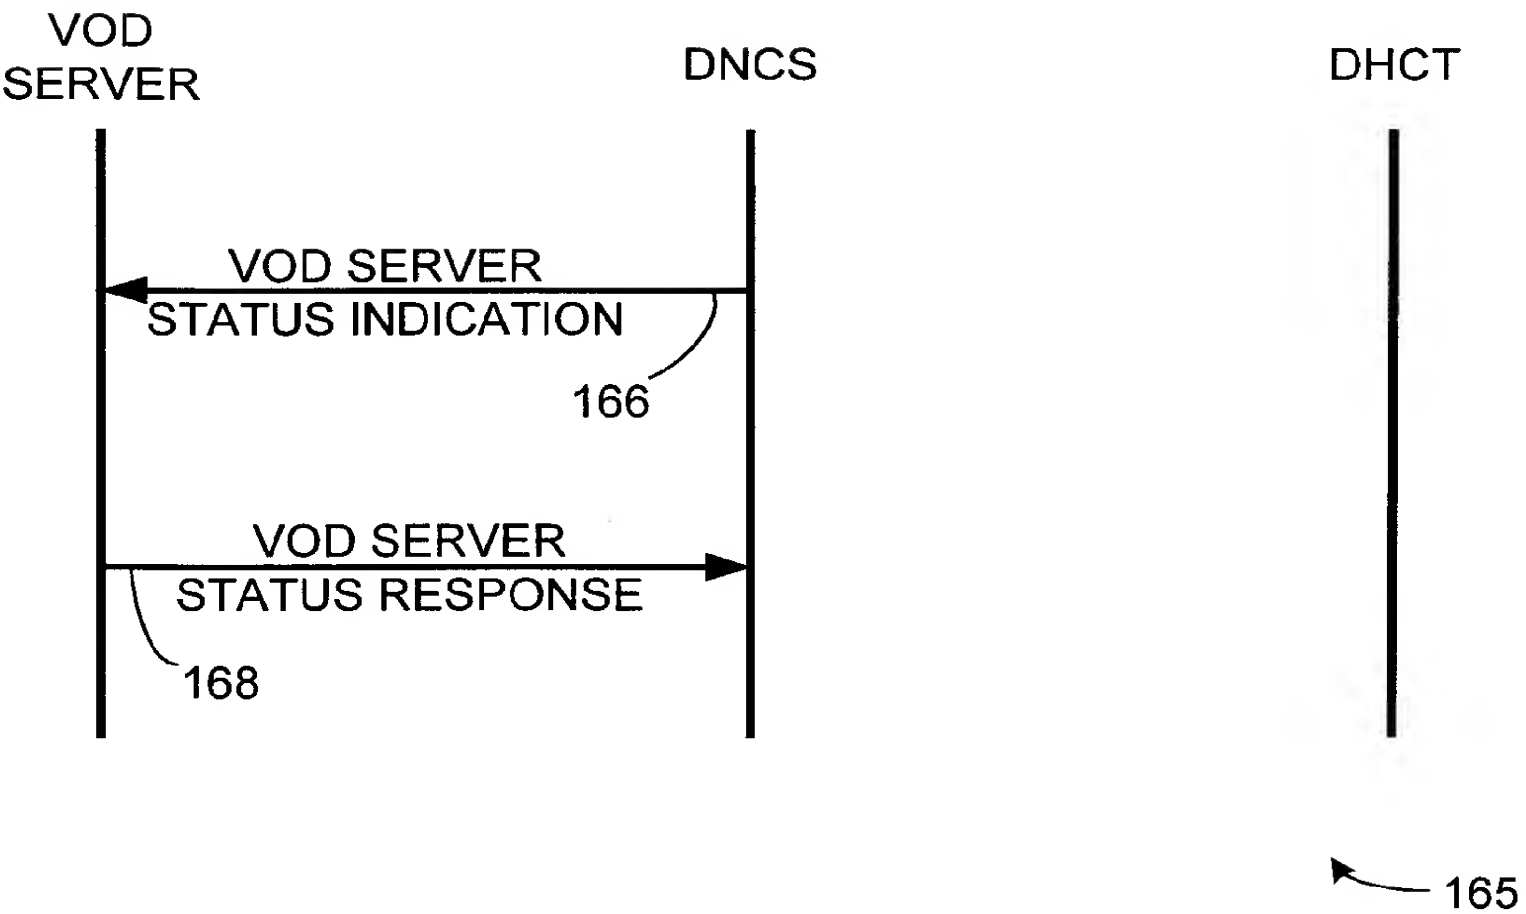 VOD
SERVER
DNCS
DHCT
VOD SERVER
STATUS INDICATION
166
VOD SERVER
STATUS RESPONSE
168
165